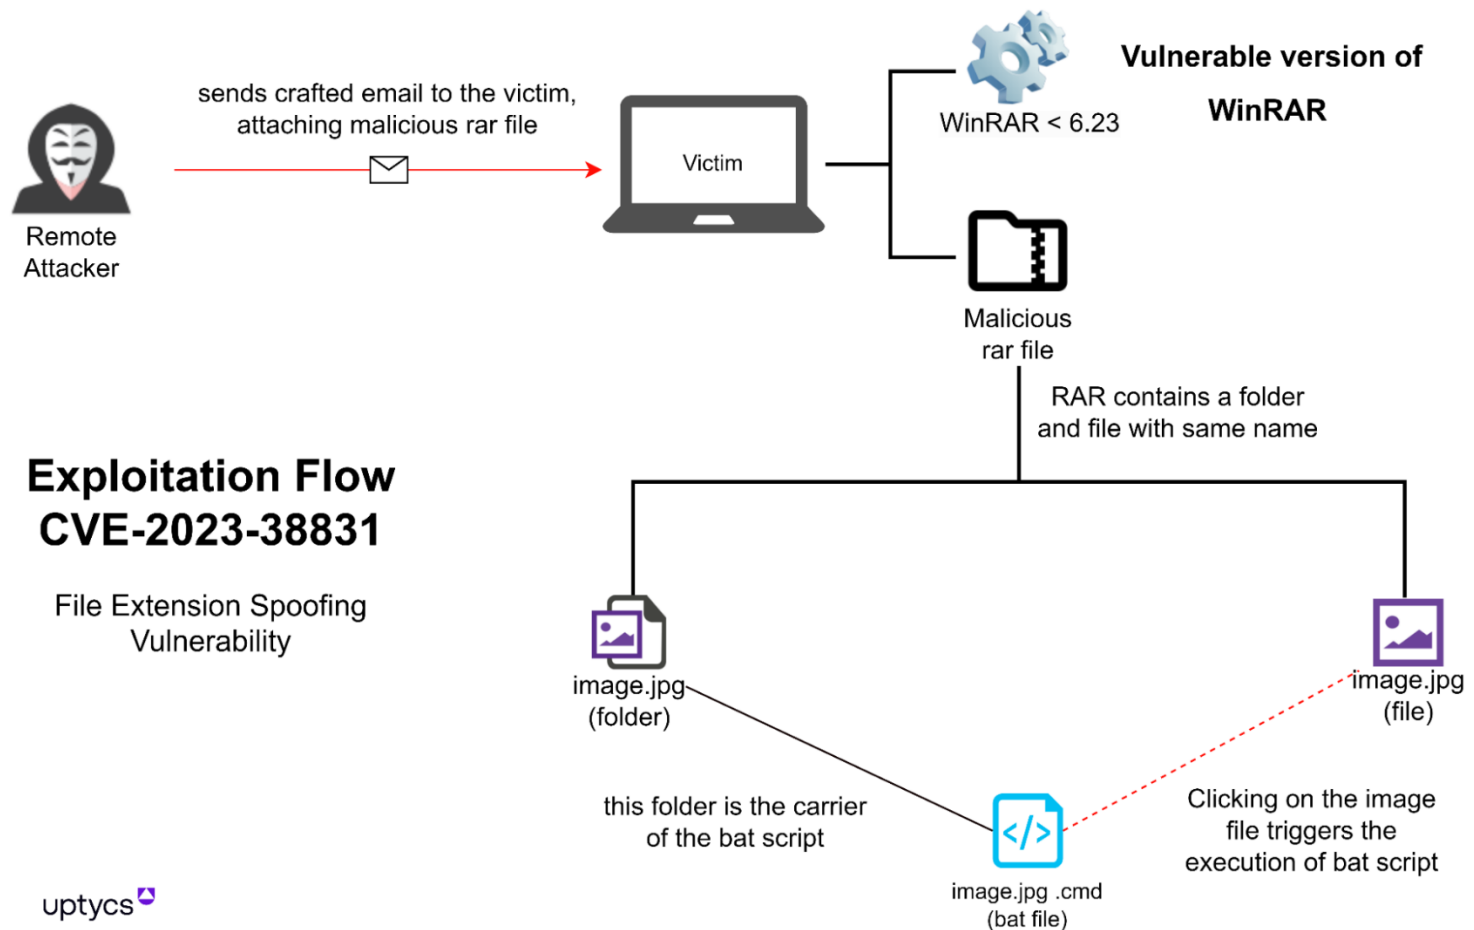 sends crafted email to the victim,
attaching malicious rar file
Remote
Attacker
Victim
WinRAR < 6.23
Vulnerable version of
WinRAR
Malicious
rar file
RAR contains a folder
and file with same name
Exploitation Flow
CVE-2023-38831
File Extension Spoofing
Vulnerability
image.jpg
(folder)
image.jpg
(file)
this folder is the carrier
of the bat script
Clicking on the image
file triggers the
execution of bat script
image.jpg .cmd
(bat file)
uptycs